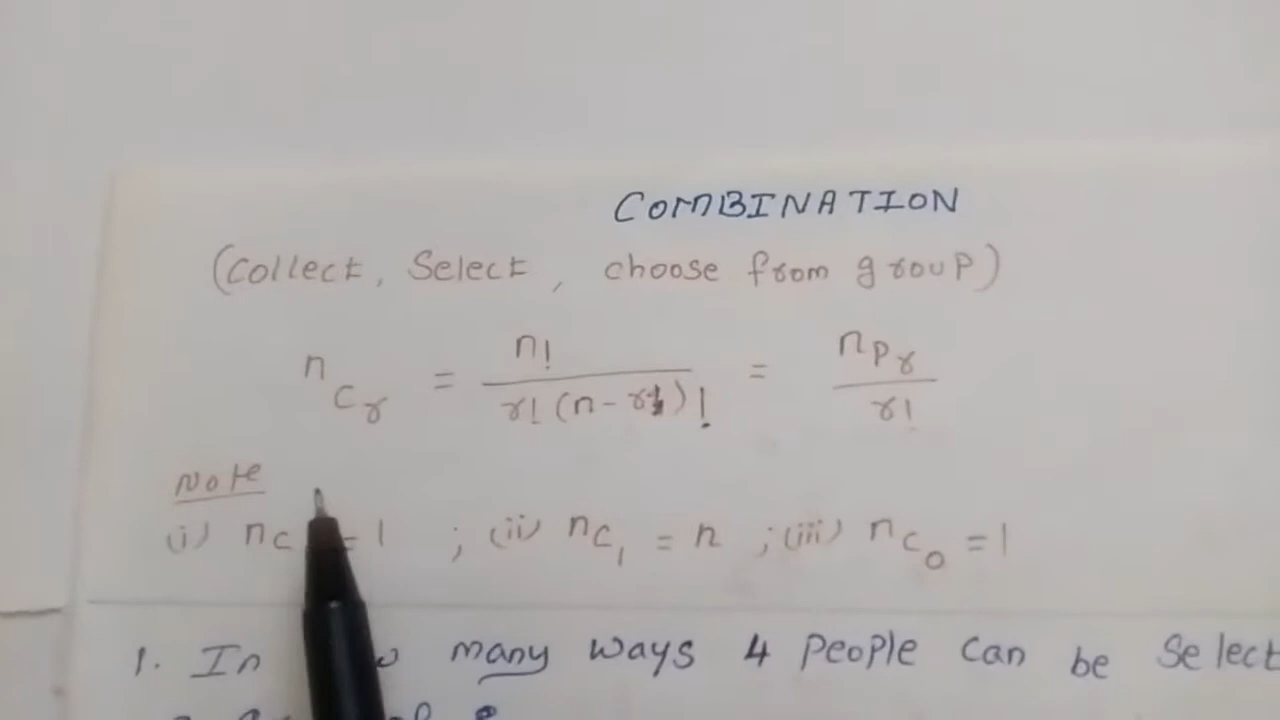 COMBINATION
(Collect, Select, choose from group)
nCr = n! / r!(n-r)! = nPr / r!
Note
(i) nC =1 ; (ii) nC1 = n ; (iii) nC0 =1
1. In many ways 4 people can be Select